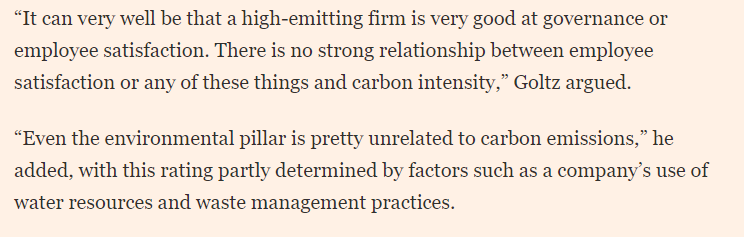 “It can very well be that a high-emitting firm is very good at governance or
employee satisfaction. There is no strong relationship between employee
satisfaction or any of these things and carbon intensity,” Goltz argued.
“Even the environmental pillar is pretty unrelated to carbon emissions,” he
added, with this rating partly determined by factors such as a company’s use of
water resources and waste management practices.